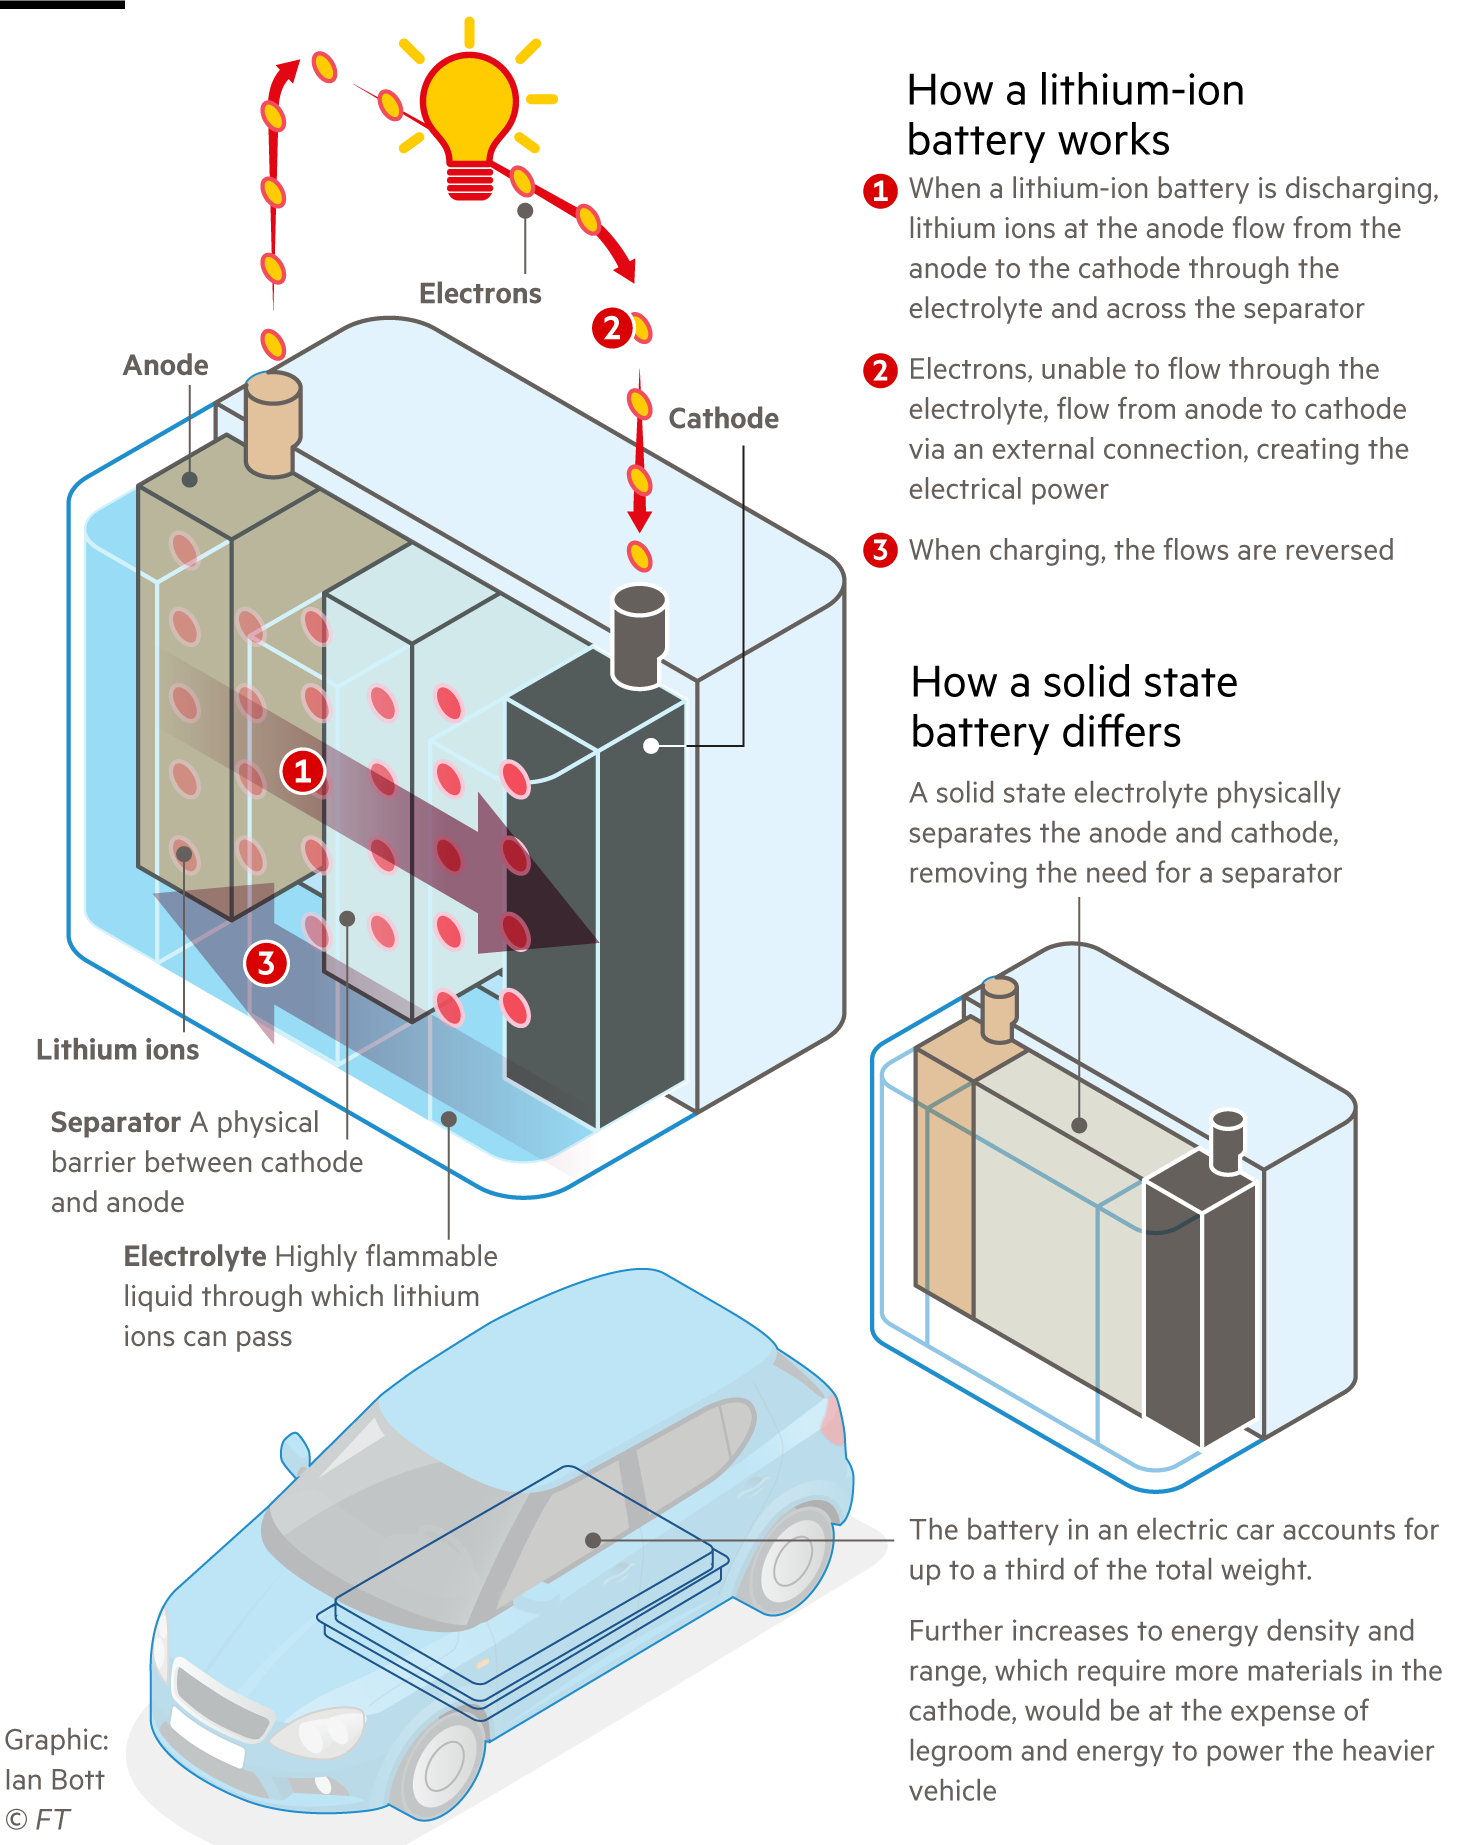 How a lithium-ion
battery works
1 When a lithium-ion battery is discharging,
lithium ions at the anode flow from the
anode to the cathode through the
electrolyte and across the separator
2 Electrons, unable to flow through the
electrolyte, flow from anode to cathode
via an external connection, creating the
electrical power
3 When charging, the flows are reversed
Electrons
2
Anode
Cathode
1
3
Lithium ions
Separator A physical
barrier between cathode
and anode
Electrolyte Highly flammable
liquid through which lithium
ions can pass
How a solid state
battery differs
A solid state electrolyte physically
separates the anode and cathode,
removing the need for a separator
The battery in an electric car accounts for
up to a third of the total weight.
Further increases to energy density and
range, which require more materials in the
cathode, would be at the expense of
legroom and energy to power the heavier
vehicle
Graphic:
Ian Bott
© FT